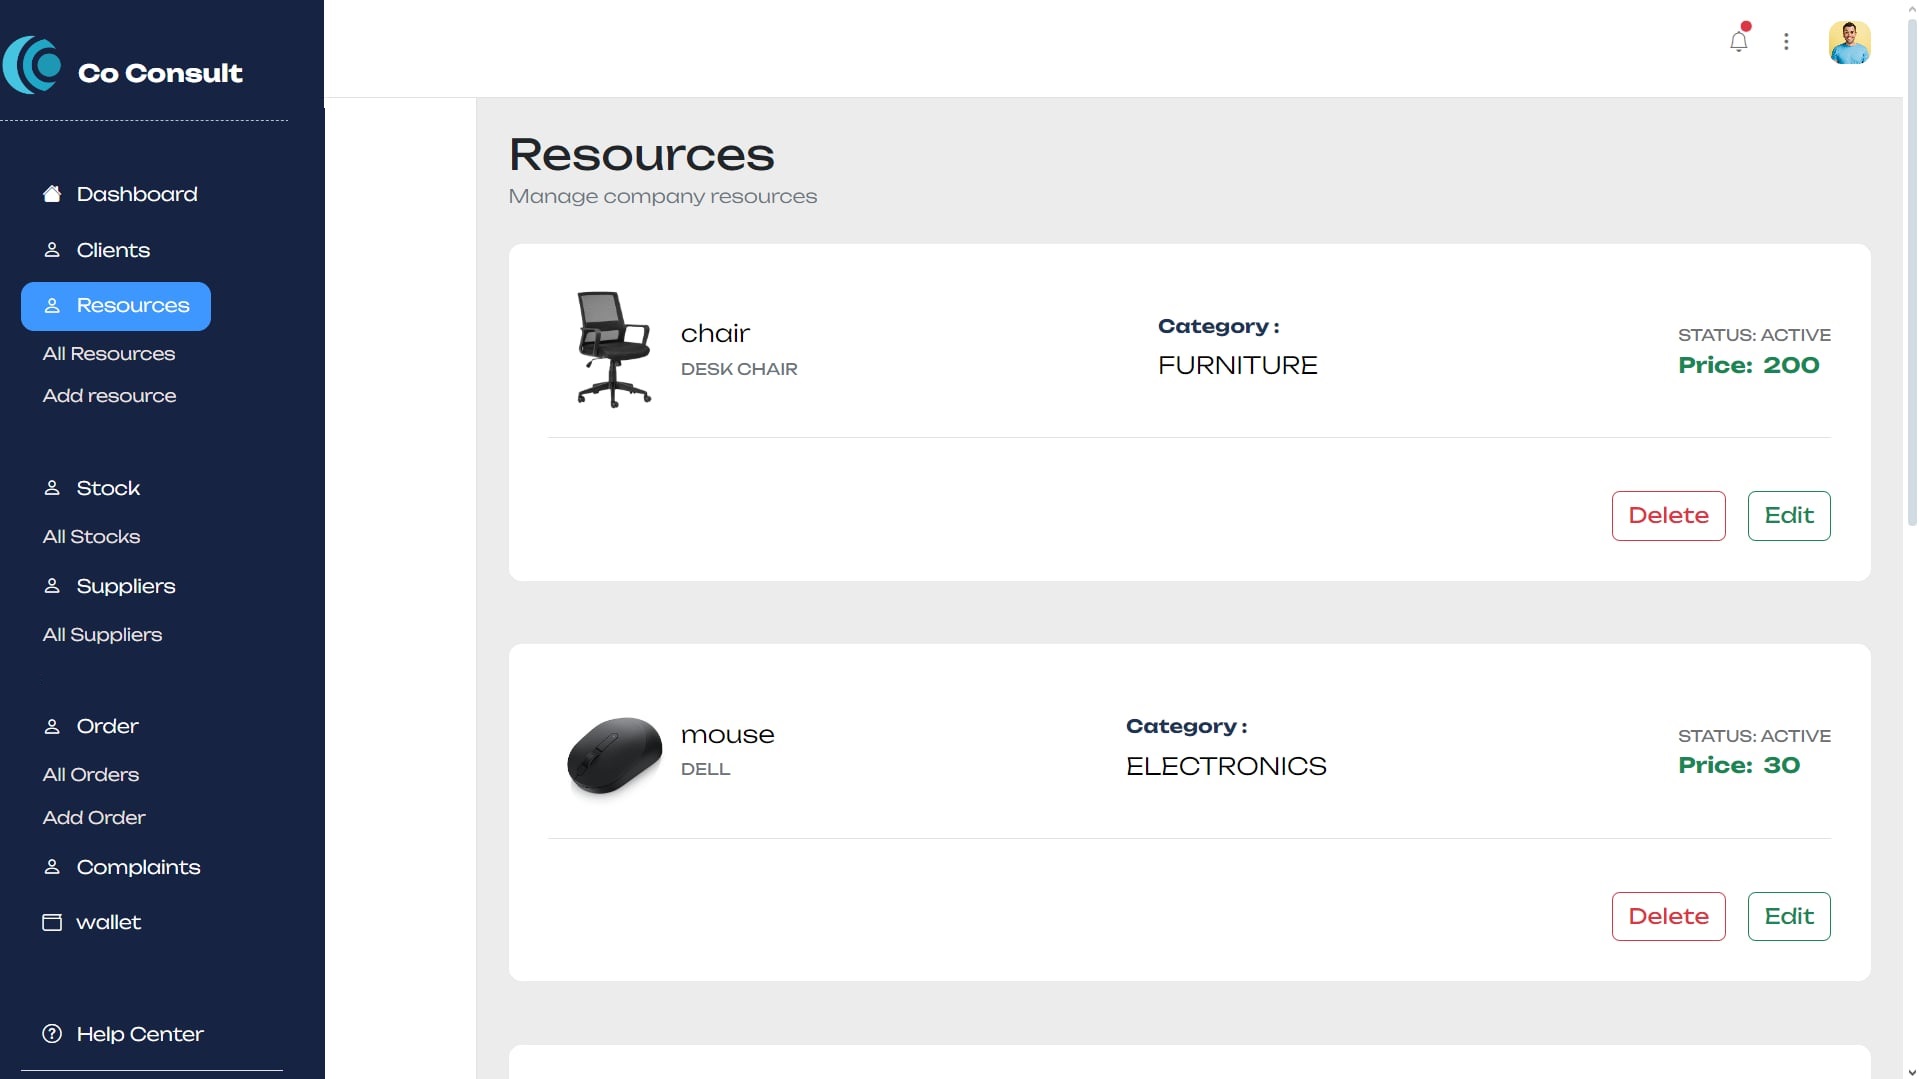 Co Consult
Dashboard
Clients
Resources
All Resources
Add resource
Stock
All Stocks
Suppliers
All Suppliers
Order
All Orders
Add Order
Complaints
wallet
Help Center
Resources
Manage company resources
chair
DESK CHAIR
Category :
FURNITURE
STATUS: ACTIVE
Price: 200
Delete
Edit
mouse
DELL
Category :
ELECTRONICS
STATUS: ACTIVE
Price: 30
Delete
Edit